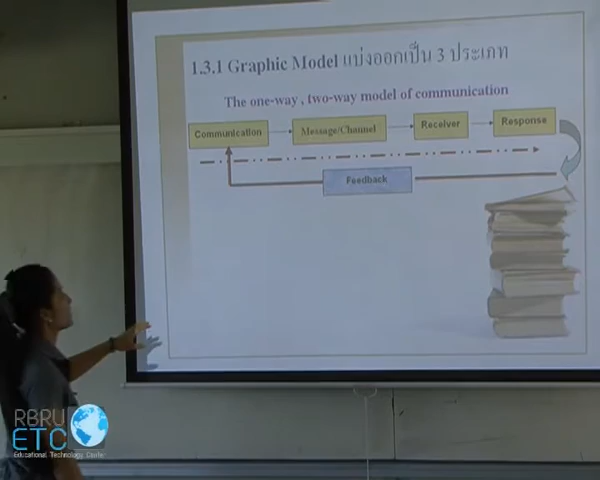 1.3.1 Graphic Model แบ่งออกเป็น 3 ประเภท
The one-way , two-way model of communication
Communication Message/Channel Receiver Response
Feedback
RBRU
ETC
Educational Technology Center